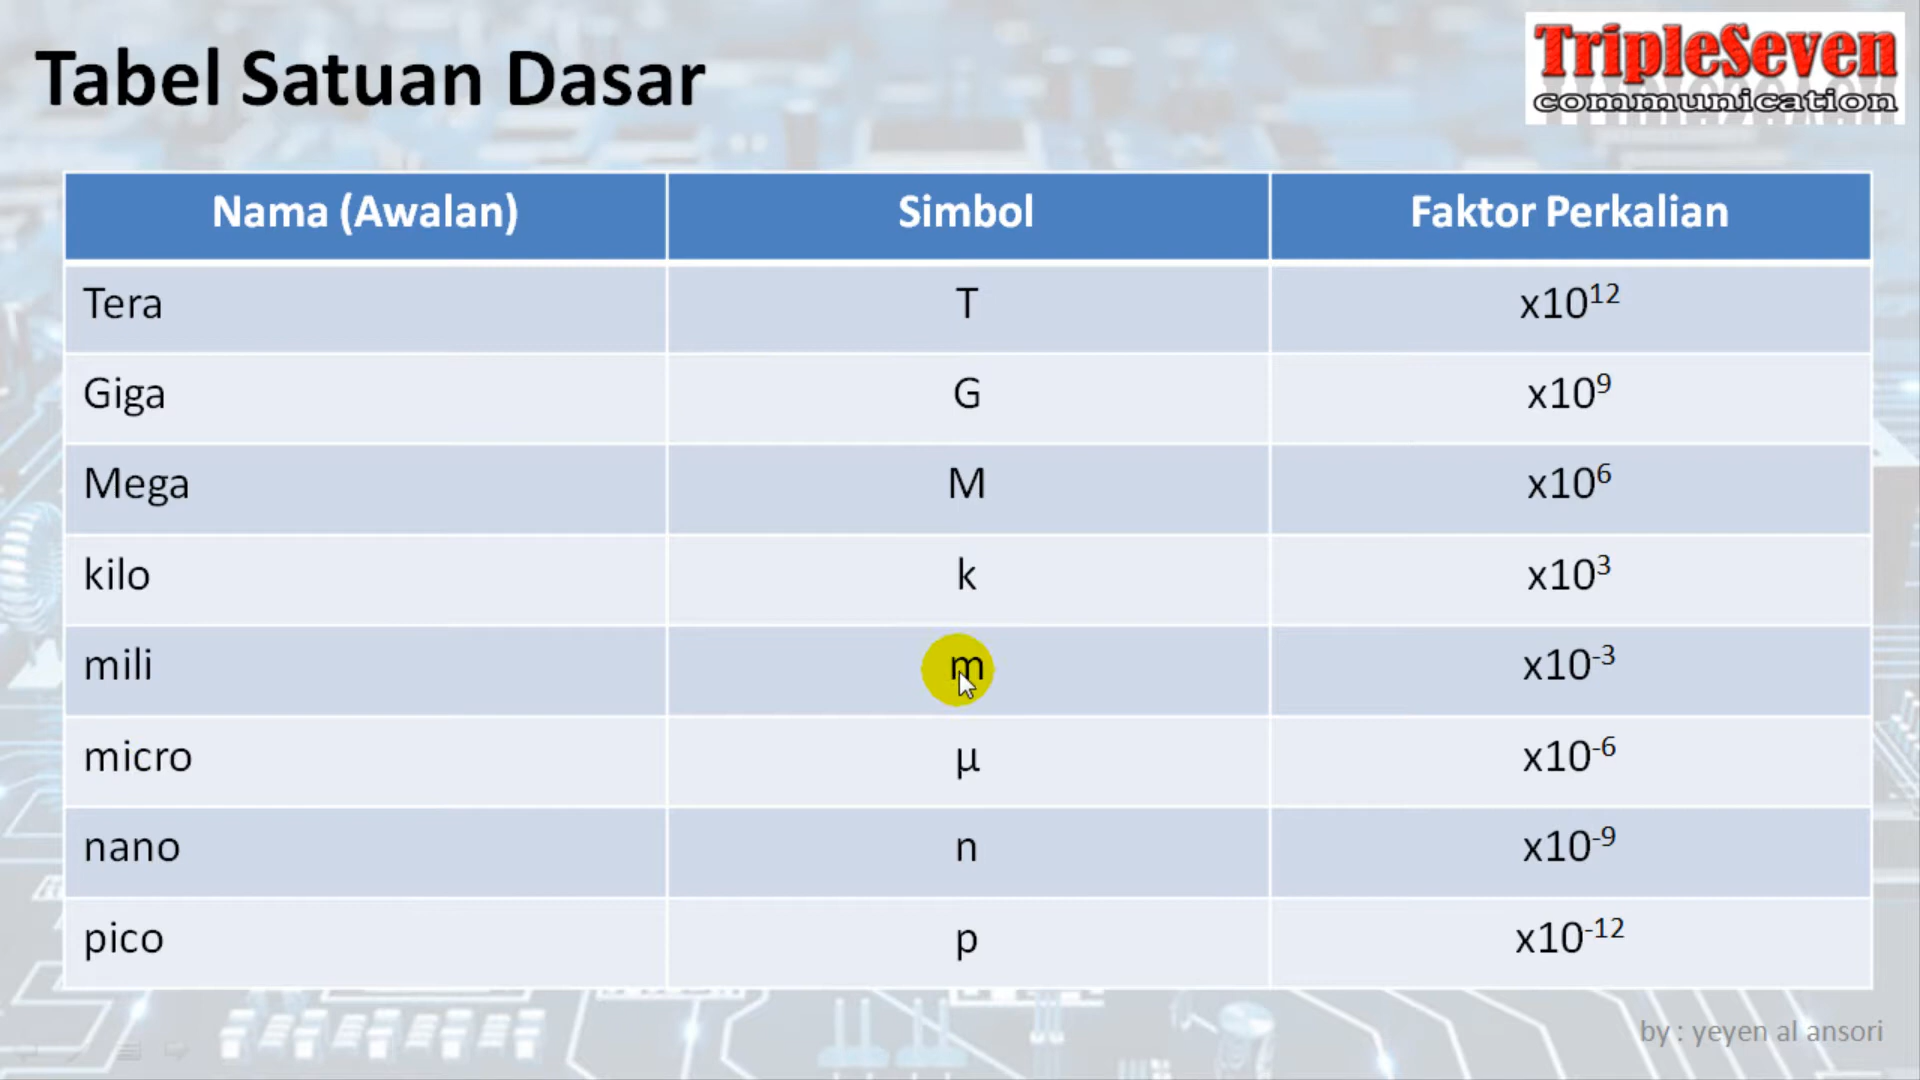 Tabel Satuan Dasar
TripleSeven
communication
Nama (Awalan) Simbol Faktor Perkalian
Tera T x10¹²
Giga G x10⁹
Mega M x10⁶
kilo k x10³
mili m x10⁻³
micro µ x10⁻⁶
nano n x10⁻⁹
pico p x10⁻¹²
by : yeyen al ansori